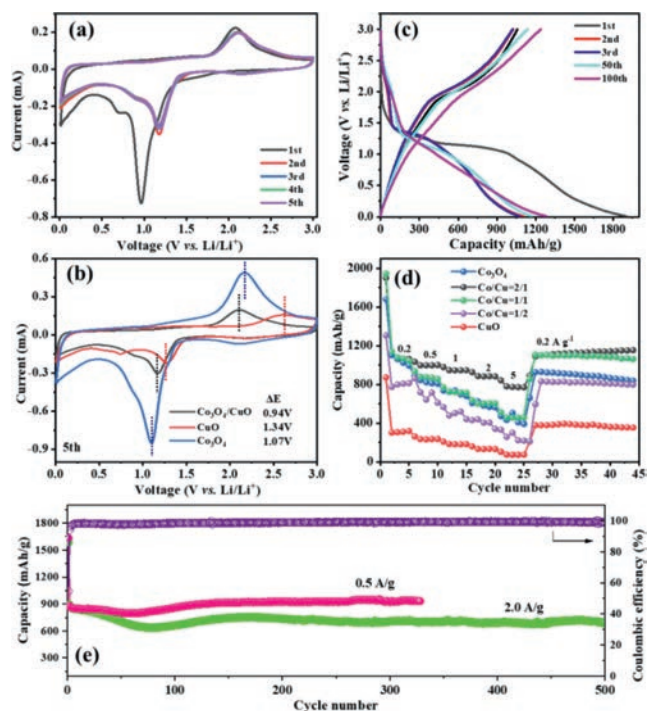 (a)
0.4
0.2
0.0
-0.2
-0.4
-0.6
-0.8
Current (mA)
1st
2nd
3rd
4th
5th
0.0 0.5 1.0 1.5 2.0 2.5 3.0
Voltage (V vs. Li/Li⁺)
(c)
3.0
2.5
2.0
1.5
1.0
0.5
0.0
Voltage (V vs. Li/Li⁺)
1st
2nd
3rd
50th
100th
0 300 600 900 1200 1500 1800
Capacity (mAh/g)
(b)
0.6
0.3
0.0
-0.3
-0.6
-0.9
Current (mA)
ΔE
Co₃O₄/CuO 0.94V
CuO 1.34V
Co₃O₄ 1.07V
5th
0.0 0.5 1.0 1.5 2.0 2.5 3.0
Voltage (V vs. Li/Li⁺)
(d)
2000
1600
1200
800
400
0
Capacity (mAh/g)
Co₃O₄
Co/Cu=2/1
Co/Cu=1/1
Co/Cu=1/2
CuO
0.2 0.5 1 2 5 0.2 A g⁻¹
0 5 10 15 20 25 30 35 40 45
Cycle number
(e)
1800
1500
1200
900
600
300
Capacity (mAh/g)
0.5 A/g
2.0 A/g
100
80
60
40
20
0
Coulombic efficiency (%)
0 100 200 300 400 500
Cycle number